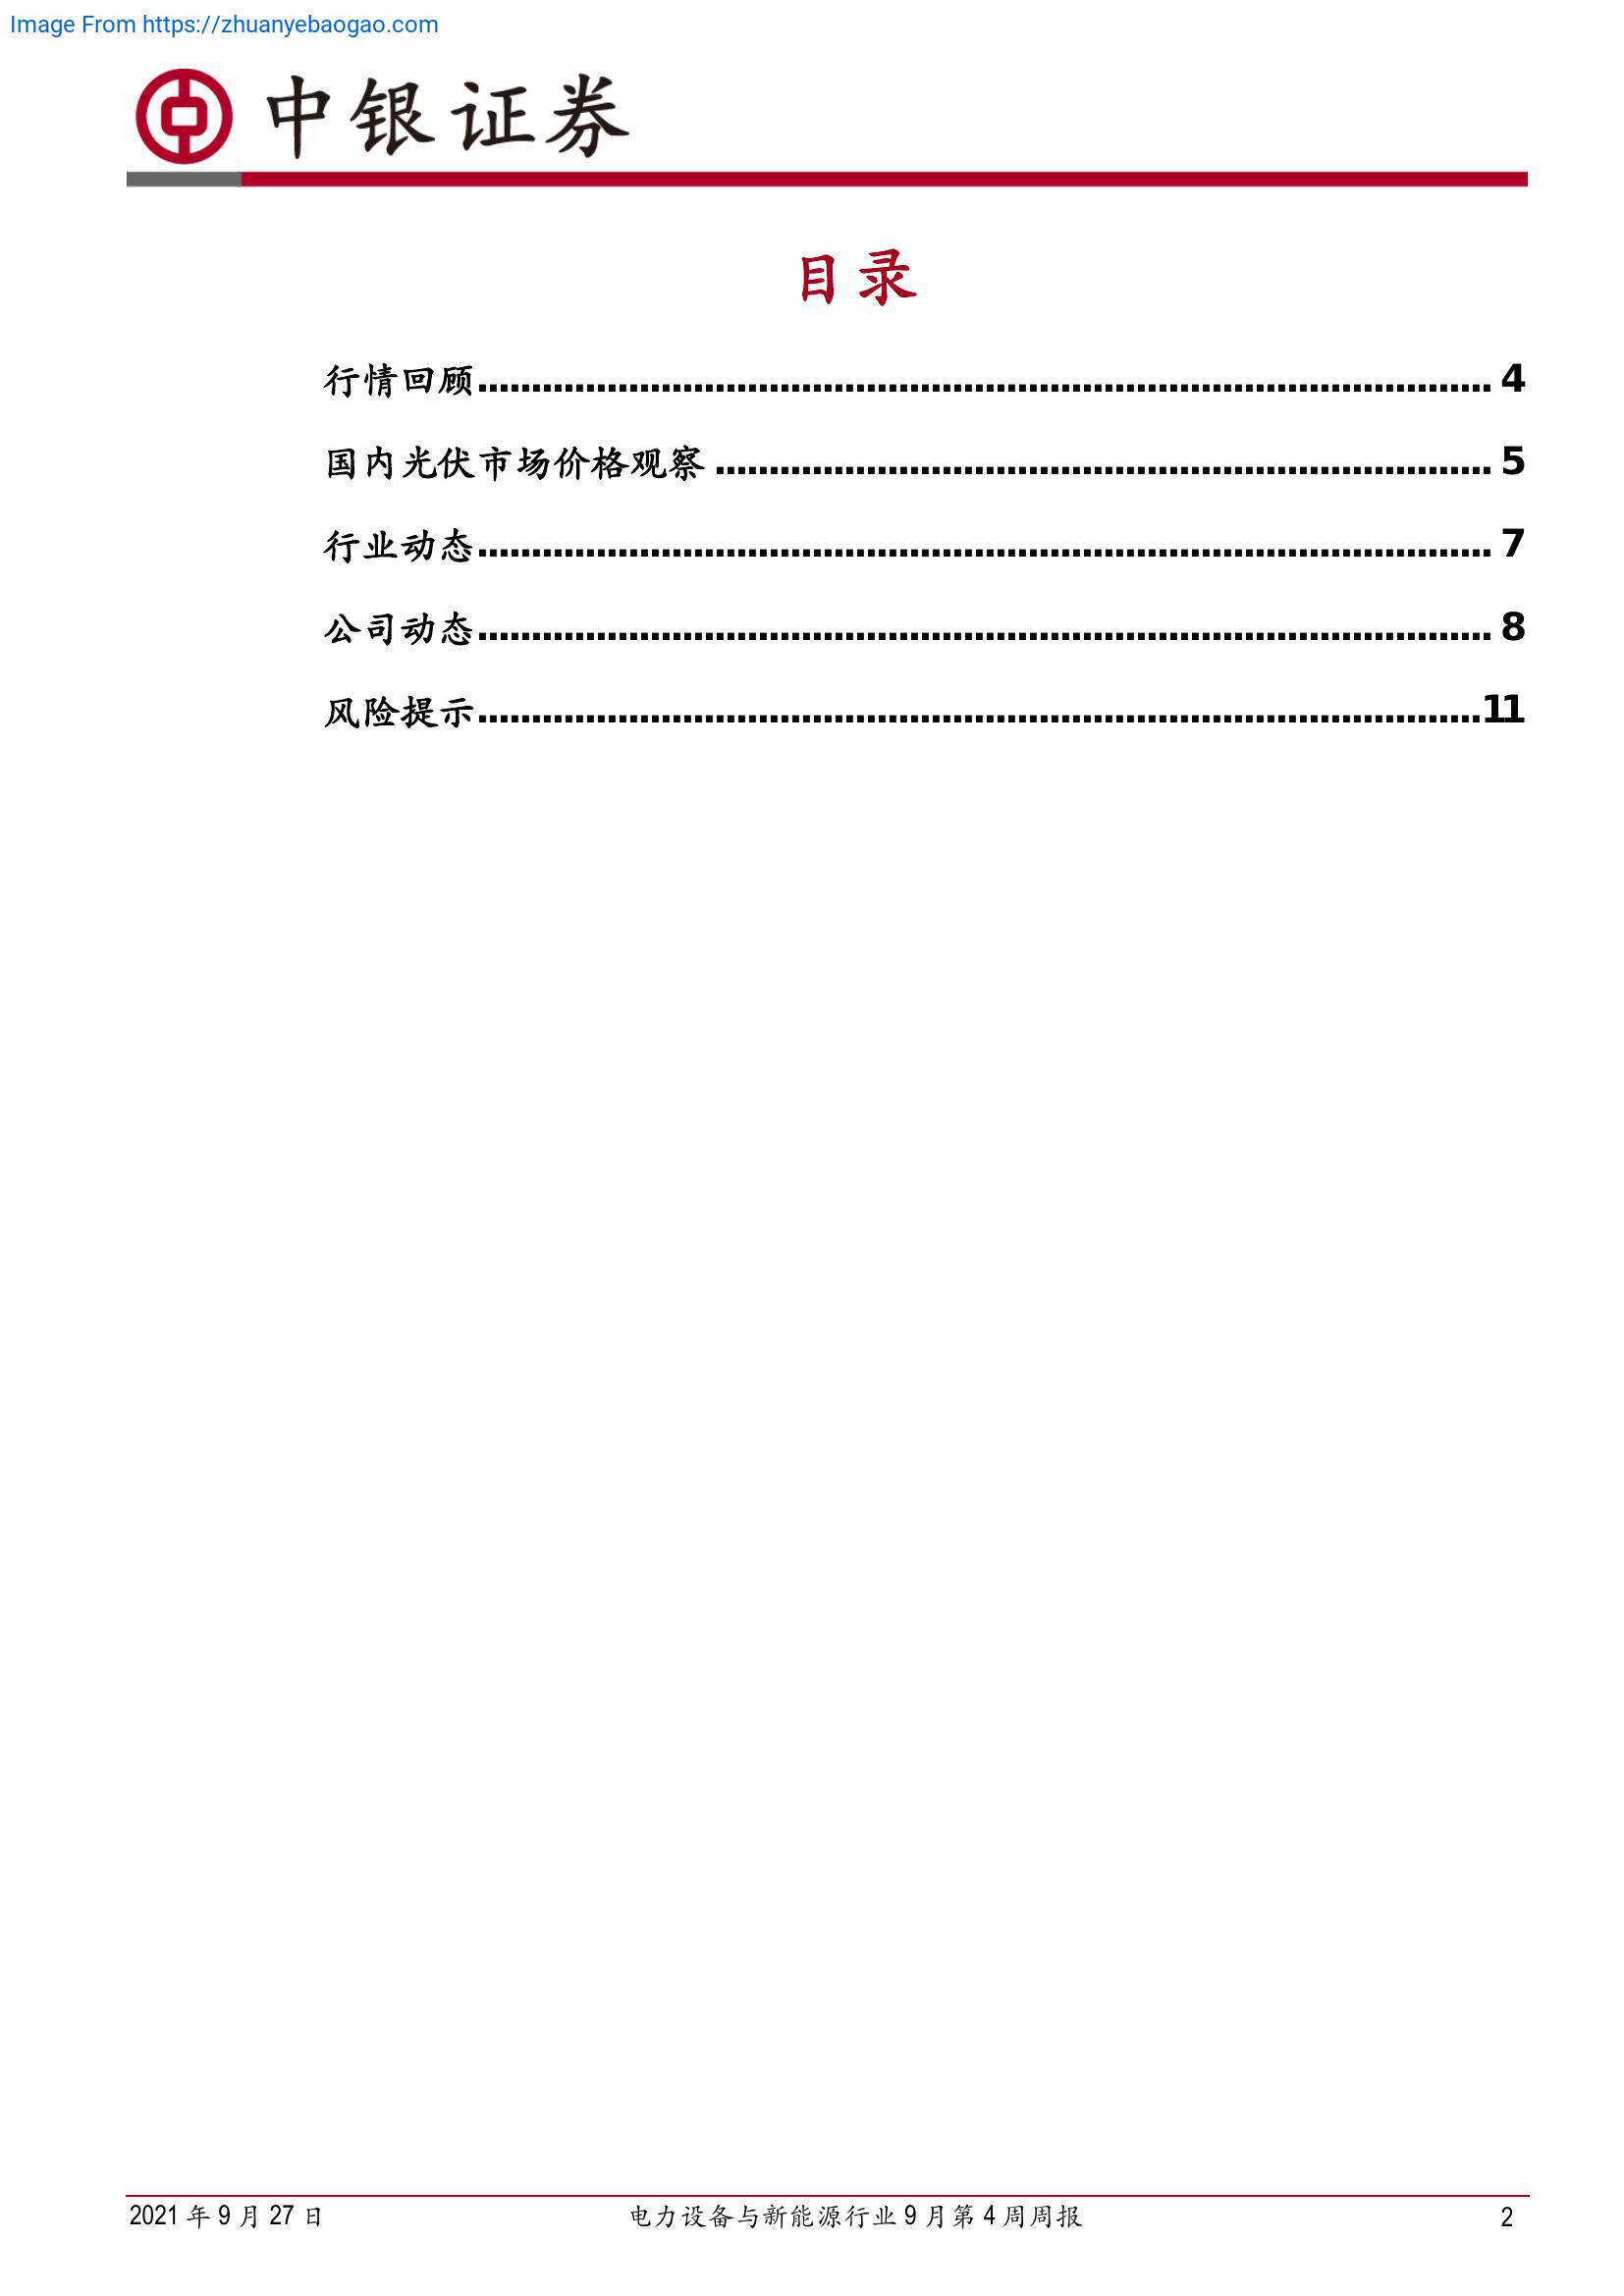 Image From https://zhuanyebaogao.com
中银证券
目录
行情回顾........................................................................................................ 4
国内光伏市场价格观察 ................................................................................ 5
行业动态........................................................................................................ 7
公司动态........................................................................................................ 8
风险提示........................................................................................................11
2021 年 9 月 27 日 电力设备与新能源行业 9 月第 4 周周报 2